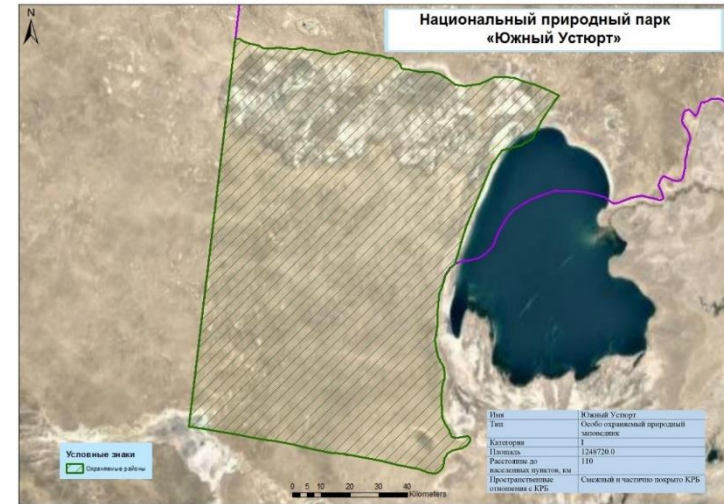 N
Национальный природный парк
«Южный Устюрт»
Условные знаки
Охраняемые районы
0 5 10 20 30 40
Kilometers
Имя Южный Устюрт
Тип Особо охраняемый природный
заповедник
Категория I
Площадь 1248720.0
Расстояние до 110
населенных пунктов, км
Пространственные Смежный и частично покрыто КРБ
отношения с КРБ